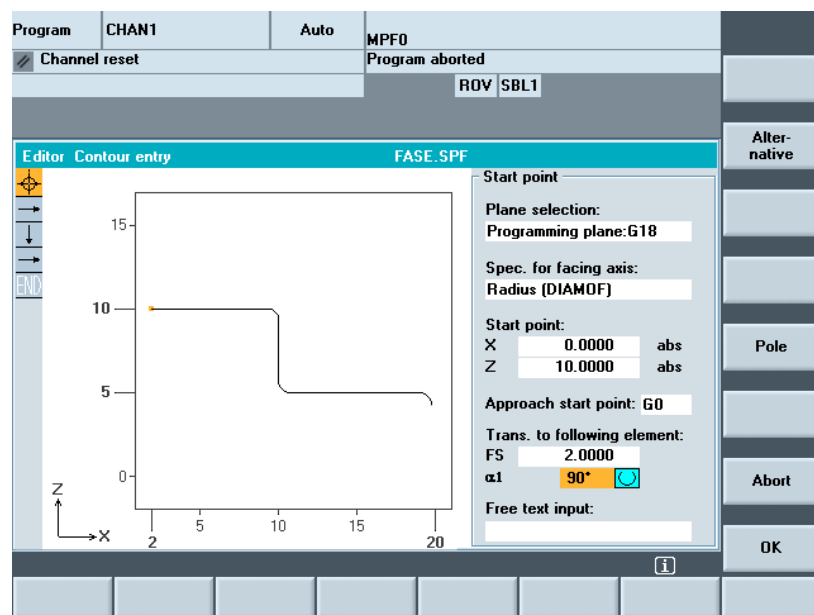 Program CHAN1 Auto MPF0
Channel reset Program aborted
ROV SBL1
Editor Contour entry FASE.SPF
Alter-
native
Start point
Plane selection:
Programming plane:G18
Spec. for facing axis:
Radius (DIAMOF)
Start point:
X 0.0000 abs
Z 10.0000 abs
Approach start point: G0
Trans. to following element:
FS 2.0000
α1 90°
Free text input:
END
15
10
5
0
Z
X
2 5 10 15 20
Pole
Abort
OK
i